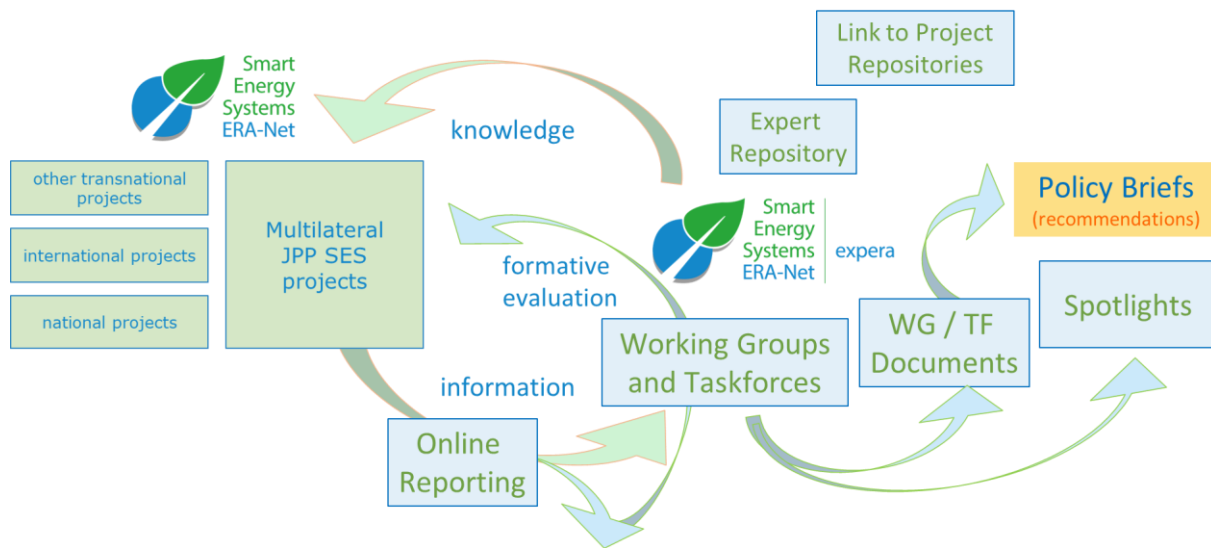 Smart
Energy
Systems
ERA-Net
other transnational
projects
international projects
national projects
Multilateral
JPP SES
projects
knowledge
formative
evaluation
information
Online
Reporting
Link to Project
Repositories
Expert
Repository
Smart
Energy
Systems
ERA-Net
expera
Working Groups
and Taskforces
WG / TF
Documents
Policy Briefs
(recommendations)
Spotlights